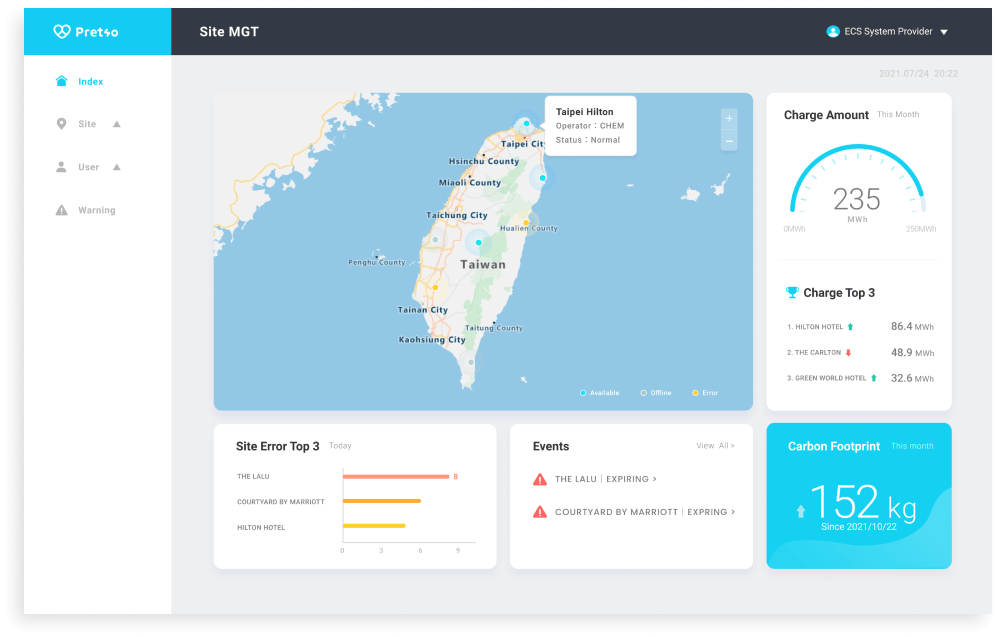 Pretso
Site MGT
ECS System Provider
Index
Site
User
Warning
2021.07/24 20:22
Taipei Hilton
Operator：CHEM
Status：Normal
+
−
Taipei Cit
Hsinchu County
Miaoli County
Taichung City
Hualien County
Penghu County
Taiwan
Tainan City
Taitung County
Kaohsiung City
Available
Offline
Error
Charge Amount This Month
235
MWh
0MWh
250MWh
Charge Top 3
1. HILTON HOTEL 86.4 MWh
2. THE CARLTON 48.9 MWh
3. GREEN WORLD HOTEL 32.6 MWh
Site Error Top 3 Today
THE LALU 8
COURTYARD BY MARRIOTT
HILTON HOTEL
0 3 6 9
Events View All >
THE LALU | EXPIRING >
COURTYARD BY MARRIOTT | EXPRING >
Carbon Footprint This month
152 kg
Since 2021/10/22